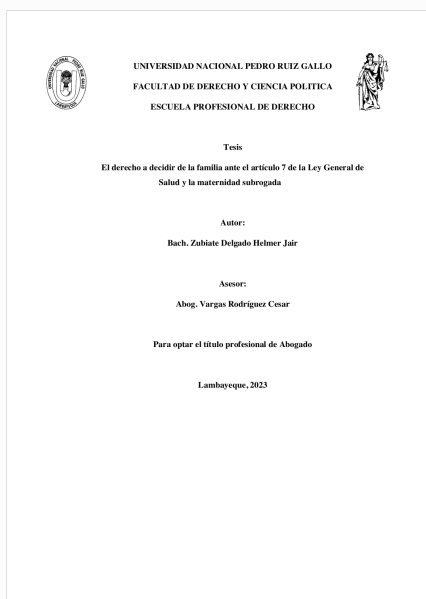 UNIVERSIDAD NACIONAL PEDRO RUIZ GALLO
FACULTAD DE DERECHO Y CIENCIA POLITICA
ESCUELA PROFESIONAL DE DERECHO
Tesis
El derecho a decidir de la familia ante el artículo 7 de la Ley General de
Salud y la maternidad subrogada
Autor:
Bach. Zubiate Delgado Helmer Jair
Asesor:
Abog. Vargas Rodríguez Cesar
Para optar el título profesional de Abogado
Lambayeque, 2023